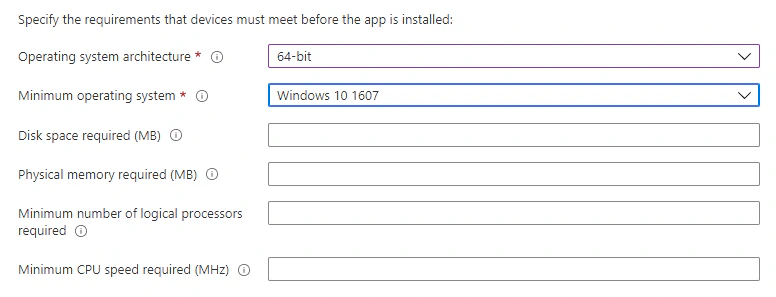 Specify the requirements that devices must meet before the app is installed:
Operating system architecture * 64-bit
Minimum operating system * Windows 10 1607
Disk space required (MB)
Physical memory required (MB)
Minimum number of logical processors
required
Minimum CPU speed required (MHz)